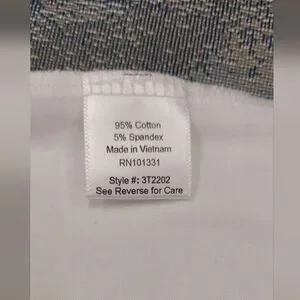 95% Cotton
5% Spandex
Made in Vietnam
RN101331
Style #: 3T2202
See Reverse for Care